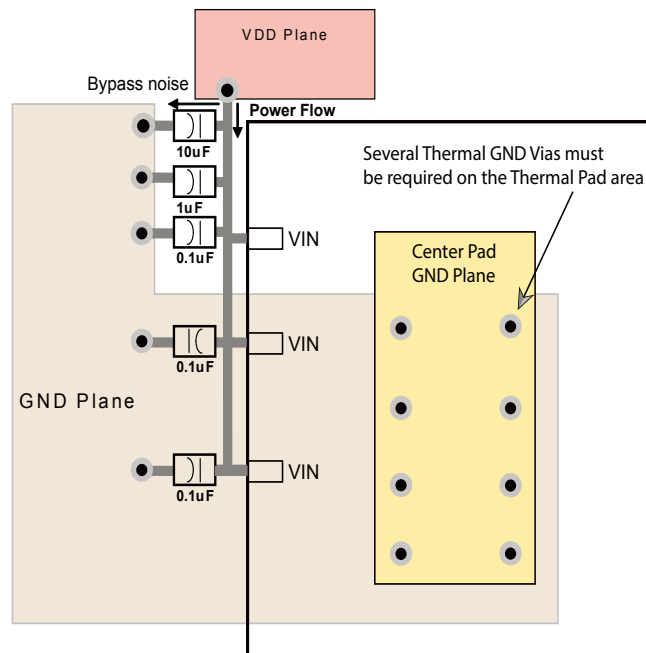 VDD Plane
Bypass noise
Power Flow
10uF
Several Thermal GND Vias must
be required on the Thermal Pad area
1uF
0.1uF
VIN
Center Pad
GND Plane
VIN
0.1uF
GND Plane
VIN
0.1uF